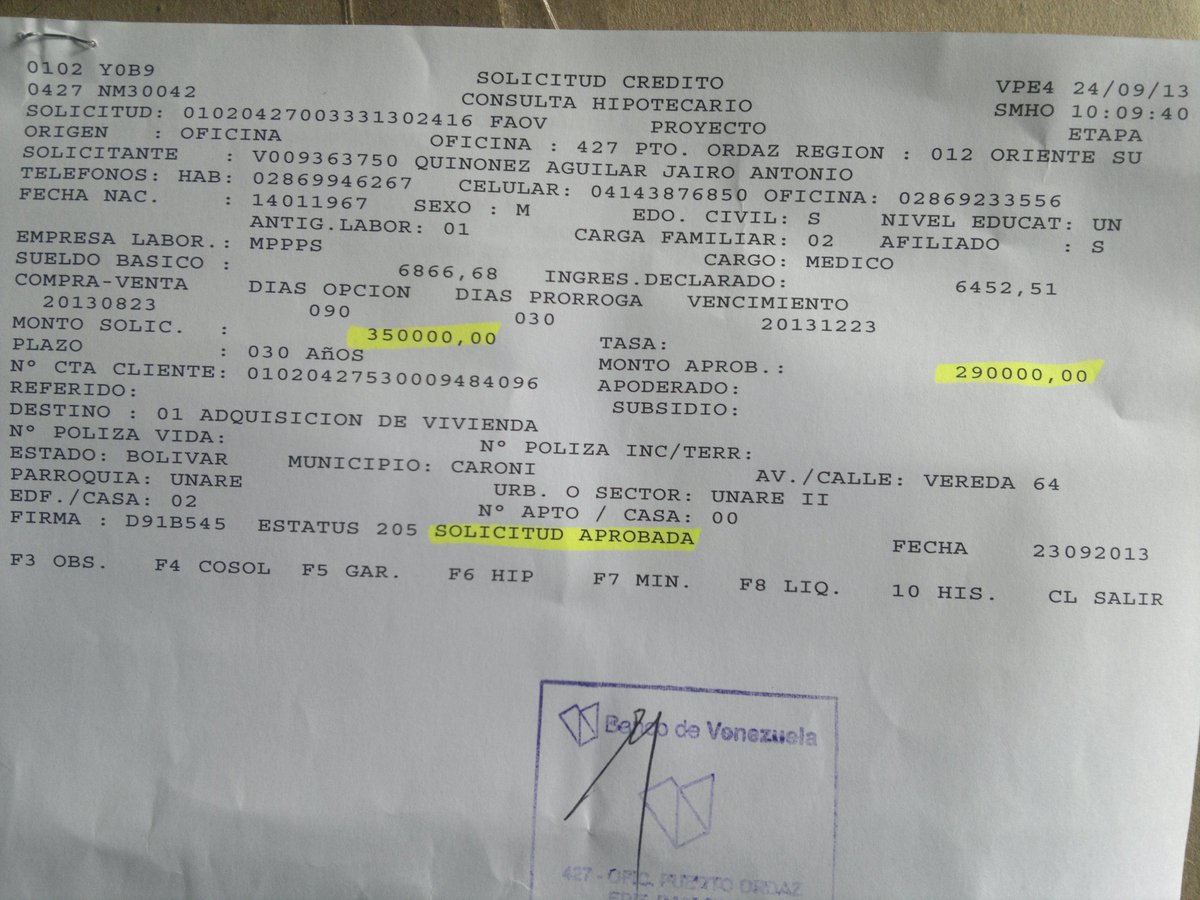 0102 Y0B9 SOLICITUD CREDITO VPE4 24/09/13
0427 NM30042 CONSULTA HIPOTECARIO SMHO 10:09:40
SOLICITUD: 01020427003331302416 FAOV PROYECTO ETAPA
ORIGEN : OFICINA OFICINA : 427 PTO. ORDAZ REGION : 012 ORIENTE SU
SOLICITANTE : V009363750 QUINONEZ AGUILAR JAIRO ANTONIO
TELEFONOS: HAB: 02869946267 CELULAR: 04143876850 OFICINA: 02869233556
FECHA NAC. : 14011967 SEXO : M EDO. CIVIL: S NIVEL EDUCAT: UN
ANTIG.LABOR: 01 CARGA FAMILIAR: 02 AFILIADO : S
EMPRESA LABOR.: MPPPS CARGO: MEDICO
SUELDO BASICO : 6866,68 INGRES.DECLARADO: 6452,51
COMPRA-VENTA DIAS OPCION DIAS PRORROGA VENCIMIENTO
20130823 090 030 20131223
MONTO SOLIC. : 350000,00 TASA:
PLAZO : 030 AñOS MONTO APROB.: 290000,00
Nº CTA CLIENTE: 01020427530009484096 APODERADO:
REFERIDO: SUBSIDIO:
DESTINO : 01 ADQUISICION DE VIVIENDA
Nº POLIZA VIDA: Nº POLIZA INC/TERR:
ESTADO: BOLIVAR MUNICIPIO: CARONI AV./CALLE: VEREDA 64
PARROQUIA: UNARE URB. O SECTOR: UNARE II
EDF./CASA: 02 Nº APTO / CASA: 00
FIRMA : D91B545 ESTATUS 205 SOLICITUD APROBADA FECHA 23092013
F3 OBS. F4 COSOL F5 GAR. F6 HIP F7 MIN. F8 LIQ. 10 HIS. CL SALIR
Banco de Venezuela
427 - OFIC. PUERTO ORDAZ